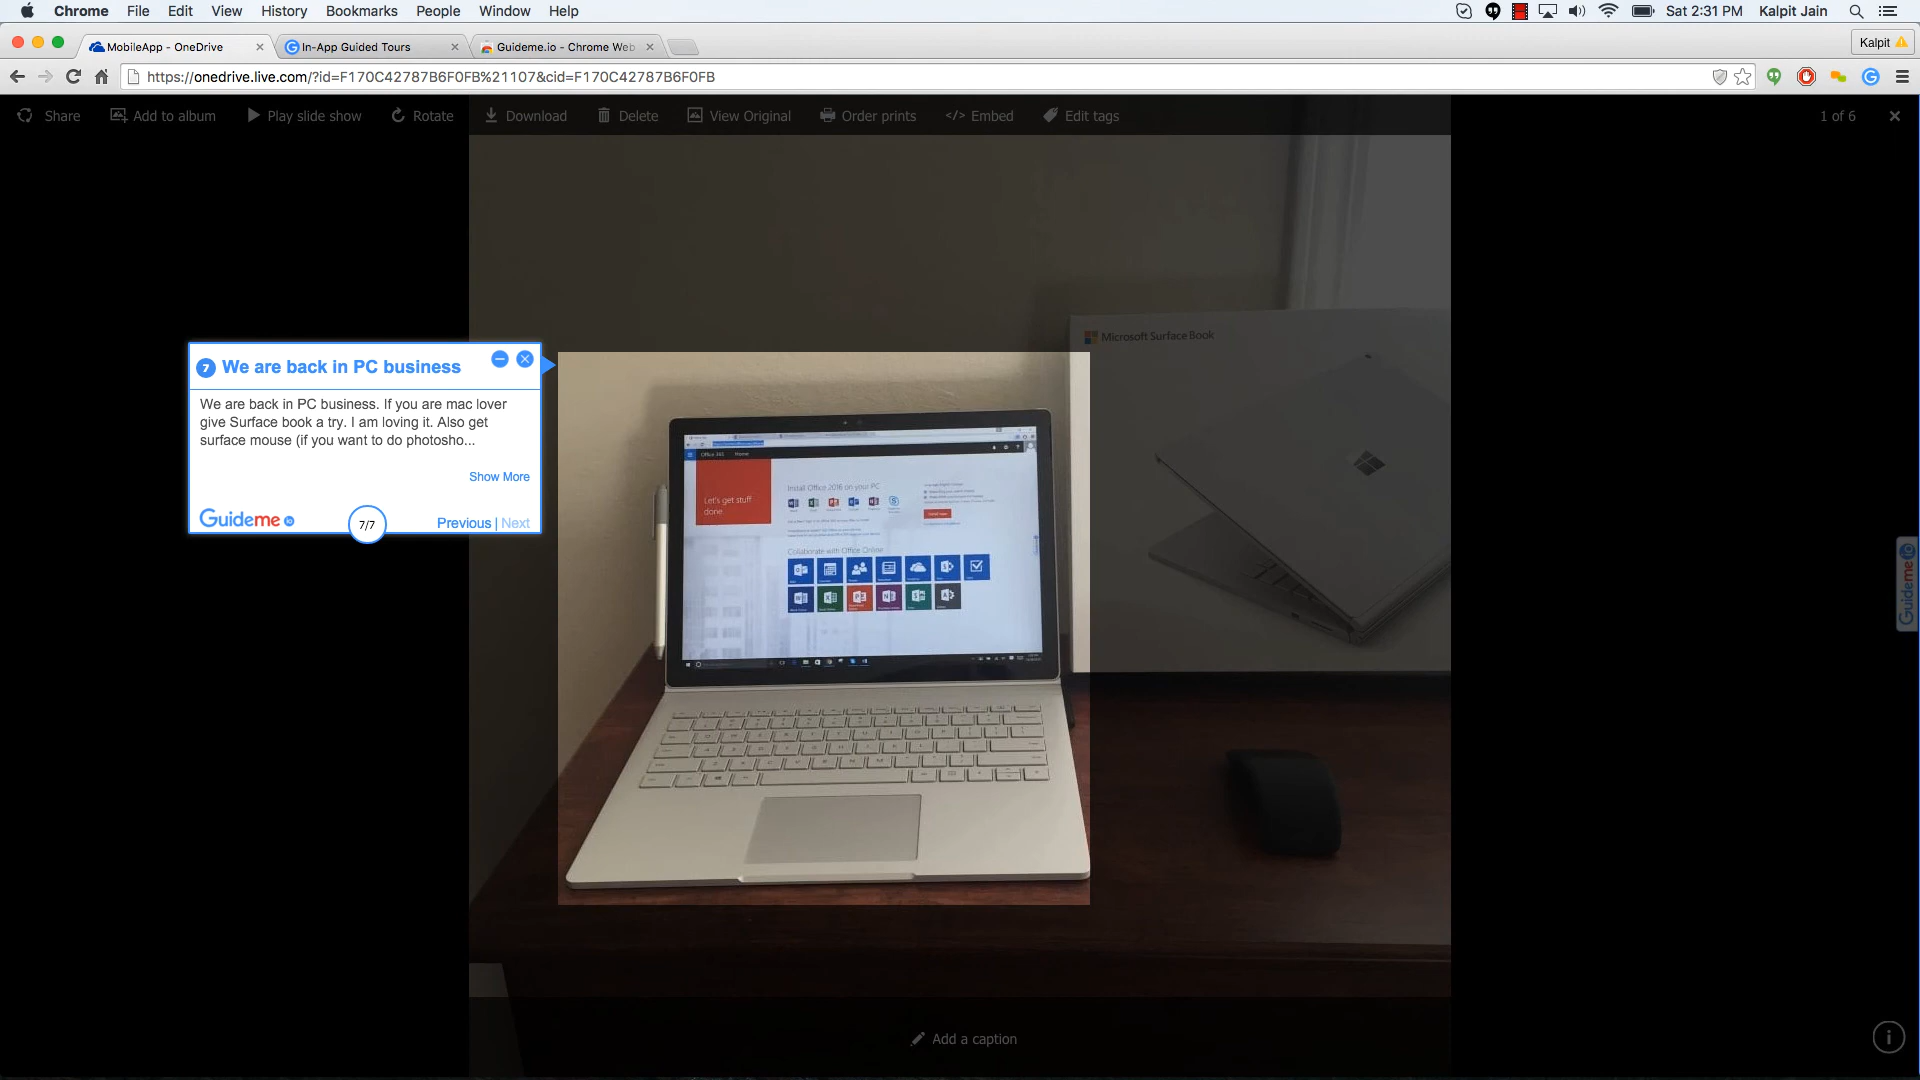 Chrome File Edit View History Bookmarks People Window Help Sat 2:31 PM Kalpit Jain
MobileApp - OneDrive In-App Guided Tours Guideme.io - Chrome Web Kalpit
https://onedrive.live.com/?id=F170C42787B6F0FB%21107&cid=F170C42787B6F0FB
Share Add to album Play slide show Rotate Download Delete View Original Order prints </> Embed Edit tags 1 of 6
Microsoft Surface Book
7 We are back in PC business
We are back in PC business. If you are mac lover
give Surface book a try. I am loving it. Also get
surface mouse (if you want to do photosho...
Show More
Guideme io 7/7 Previous | Next
Office 365 Home
Let's get stuff
done
Install Office 2016 on your PC
Collaborate with Office Online
Guideme io
Add a caption